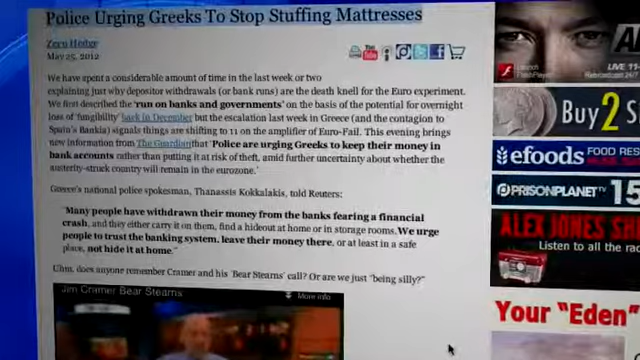 Police Urging Greeks To Stop Stuffing Mattresses
Zero Hedge
May 25, 2012
We have spent a considerable amount of time in the last week or two
explaining just why depositor withdrawals (or bank runs) are the death knell for the Euro experiment.
We first described the 'run on banks and governments' on the basis of the potential for overnight
loss of 'fungibility' back in December but the escalation last week in Greece (and the contagion to
Spain's Bankia) signals things are shifting to 11 on the amplifier of Euro-Fail. This evening brings
new information from The Guardian that 'Police are urging Greeks to keep their money in
bank accounts rather than putting it at risk of theft, amid further uncertainty about whether the
austerity-struck country will remain in the eurozone.'
Greece's national police spokesman, Thanassis Kokkalakis, told Reuters:
"Many people have withdrawn their money from the banks fearing a financial
crash, and they either carry it on them, find a hideout at home or in storage rooms. We urge
people to trust the banking system, leave their money there, or at least in a safe
place, not hide it at home."
Uhm, does anyone remember Cramer and his 'Bear Stearns' call? Or are we just "being silly?"
Jim Cramer Bear Stearns
More info
You Tube
LIVE 11-
Rebroadcast 24/7
Buy 2
efoods
FOOD RES
PRISONPLANET TV
15
ALEX JONES SH
Listen to all the rad
Your "Eden"